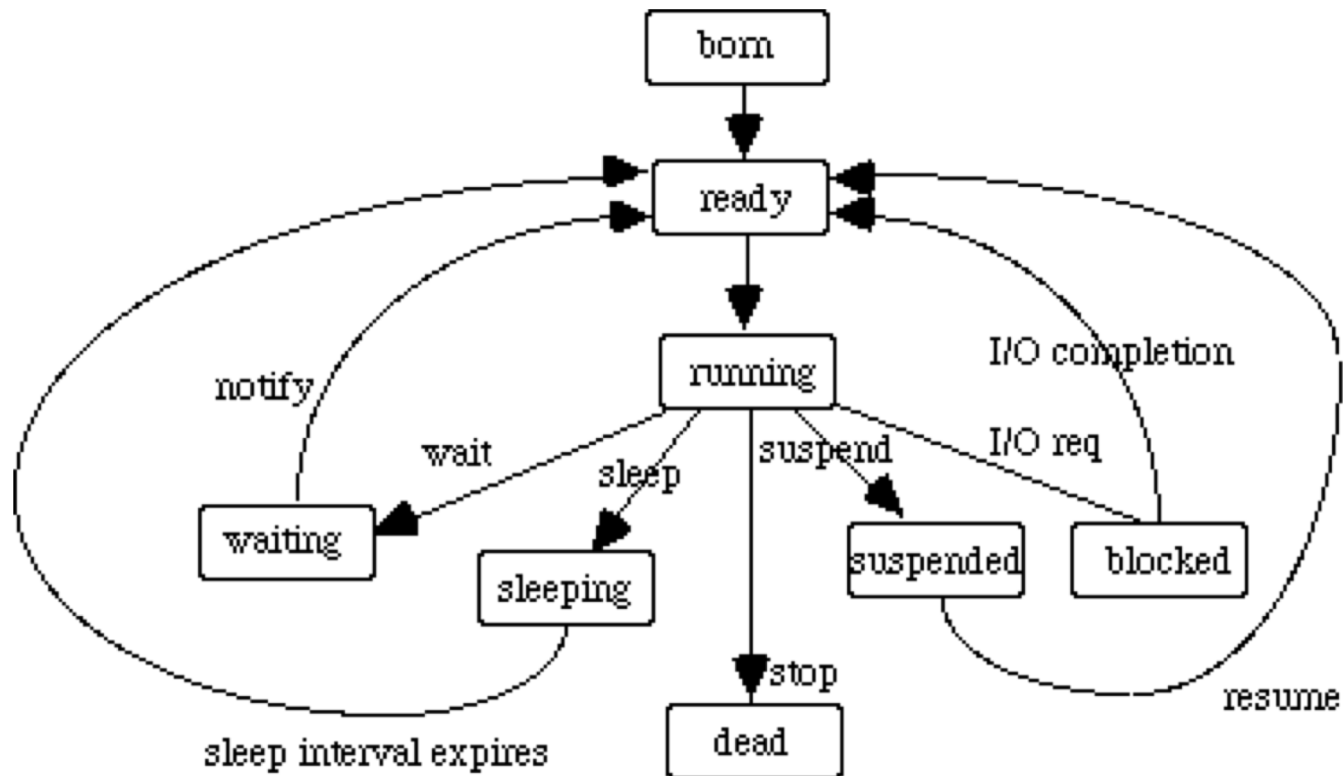 born
ready
running
I/O completion
notify
wait
sleep
suspend
I/O req
waiting
sleeping
suspended
blocked
stop
resume
sleep interval expires
dead